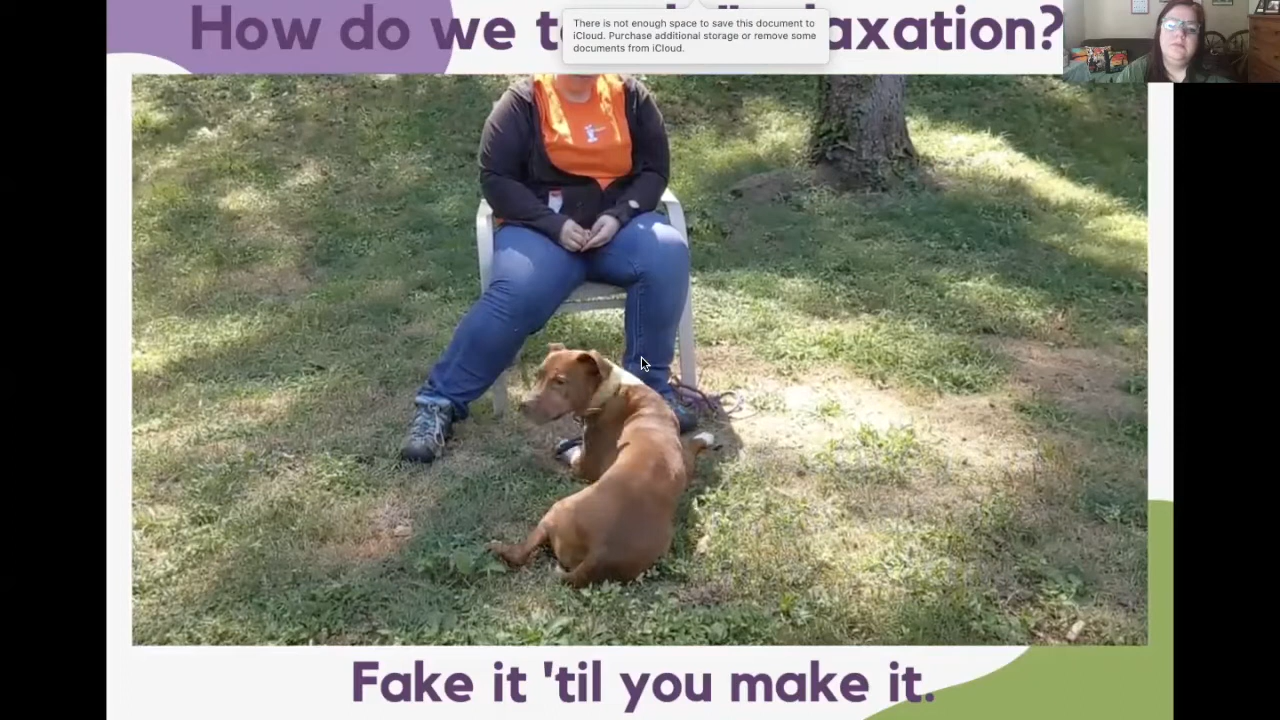 How do we t
axation?
There is not enough space to save this document to
iCloud. Purchase additional storage or remove some
documents from iCloud.
Fake it 'til you make it.